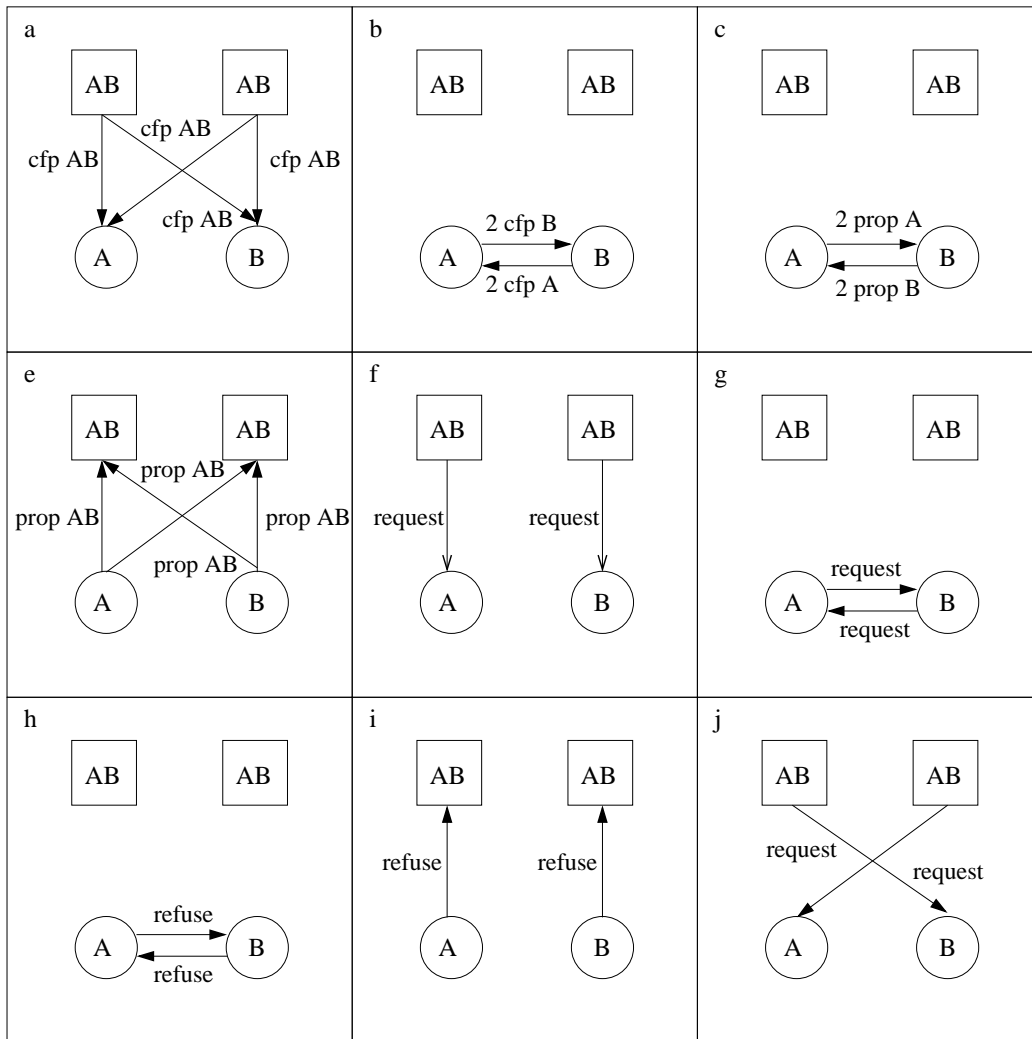 a
AB AB
cfp AB
cfp AB cfp AB
cfp AB
A B
b
AB AB
2 cfp B
A B
2 cfp A
c
AB AB
2 prop A
A B
2 prop B
e
AB AB
prop AB
prop AB prop AB
prop AB
A B
f
AB AB
request request
A B
g
AB AB
request
A B
request
h
AB AB
refuse
A B
refuse
i
AB AB
refuse refuse
A B
j
AB AB
request
request
A B